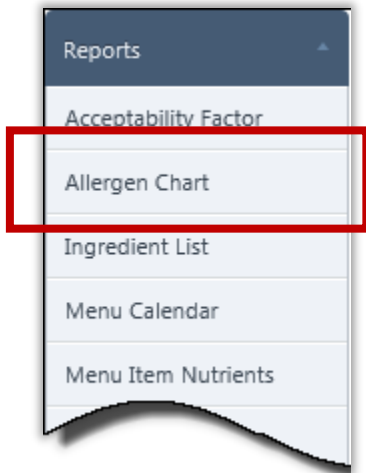 Reports
Acceptability Factor
Allergen Chart
Ingredient List
Menu Calendar
Menu Item Nutrients